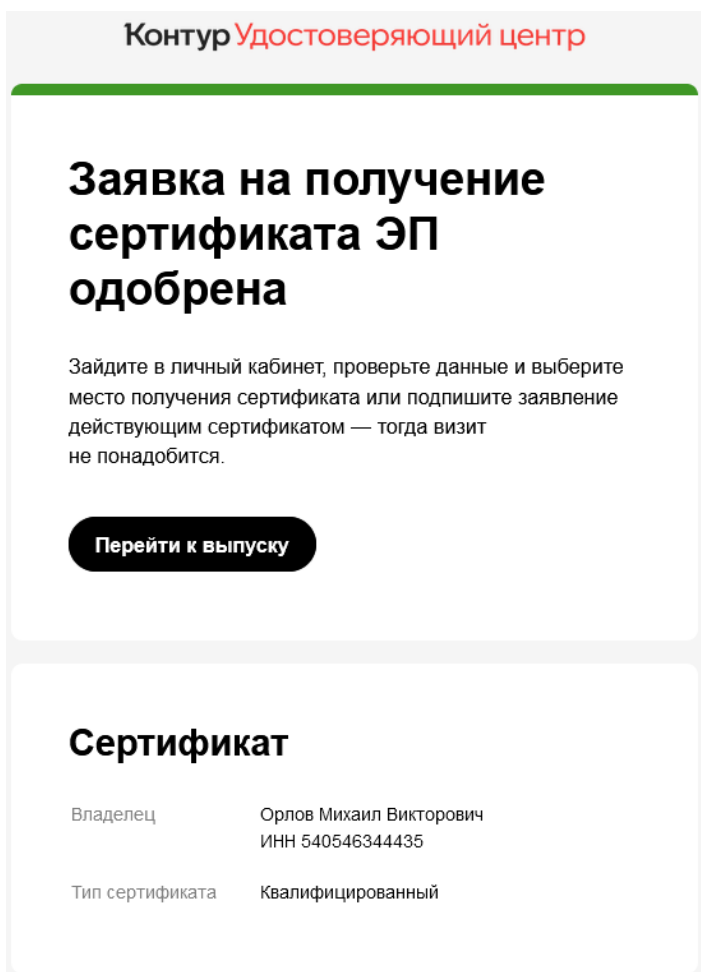 Контур Удостоверяющий центр
Заявка на получение
сертификата ЭП
одобрена
Зайдите в личный кабинет, проверьте данные и выберите
место получения сертификата или подпишите заявление
действующим сертификатом — тогда визит
не понадобится.
Перейти к выпуску
Сертификат
Владелец Орлов Михаил Викторович
ИНН 540546344435
Тип сертификата Квалифицированный